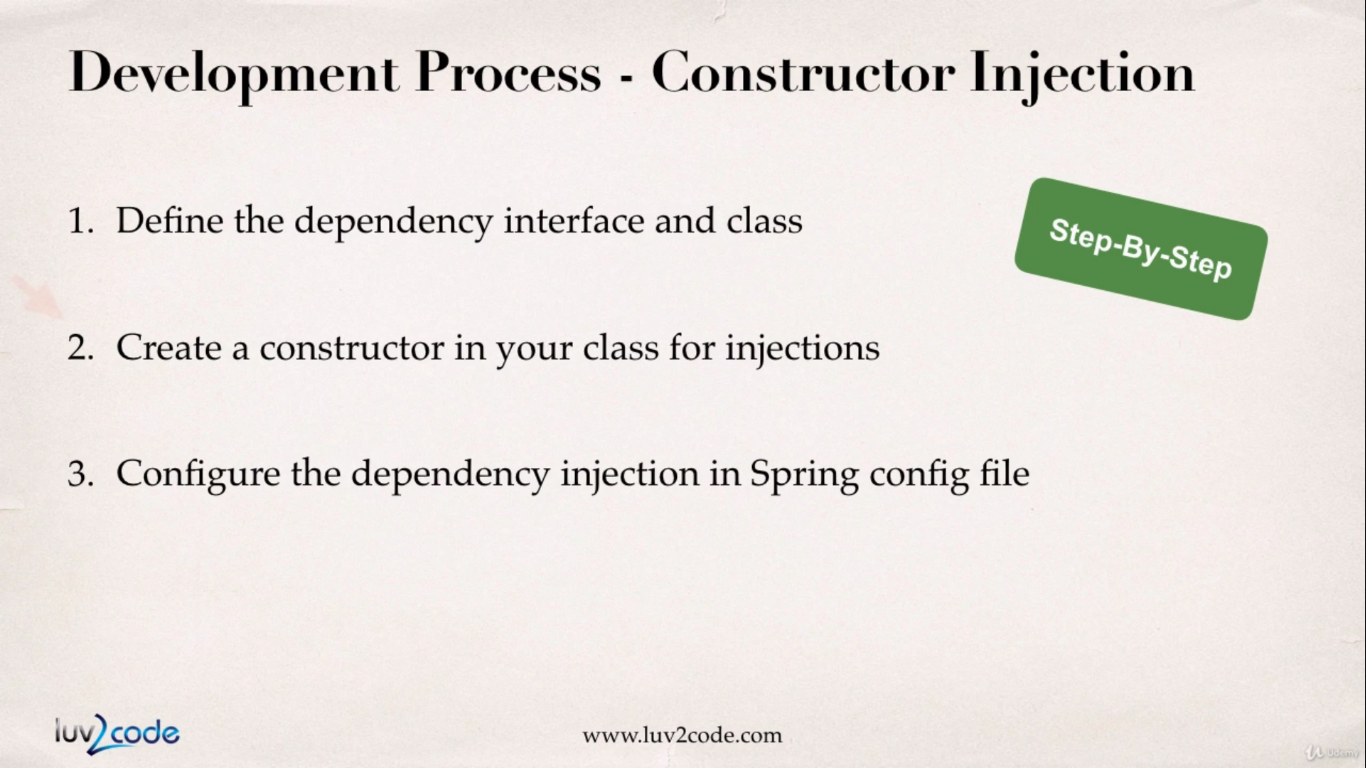 Development Process - Constructor Injection
Step-By-Step
1. Define the dependency interface and class
2. Create a constructor in your class for injections
3. Configure the dependency injection in Spring config file
luv2code
www.luv2code.com
Udemy